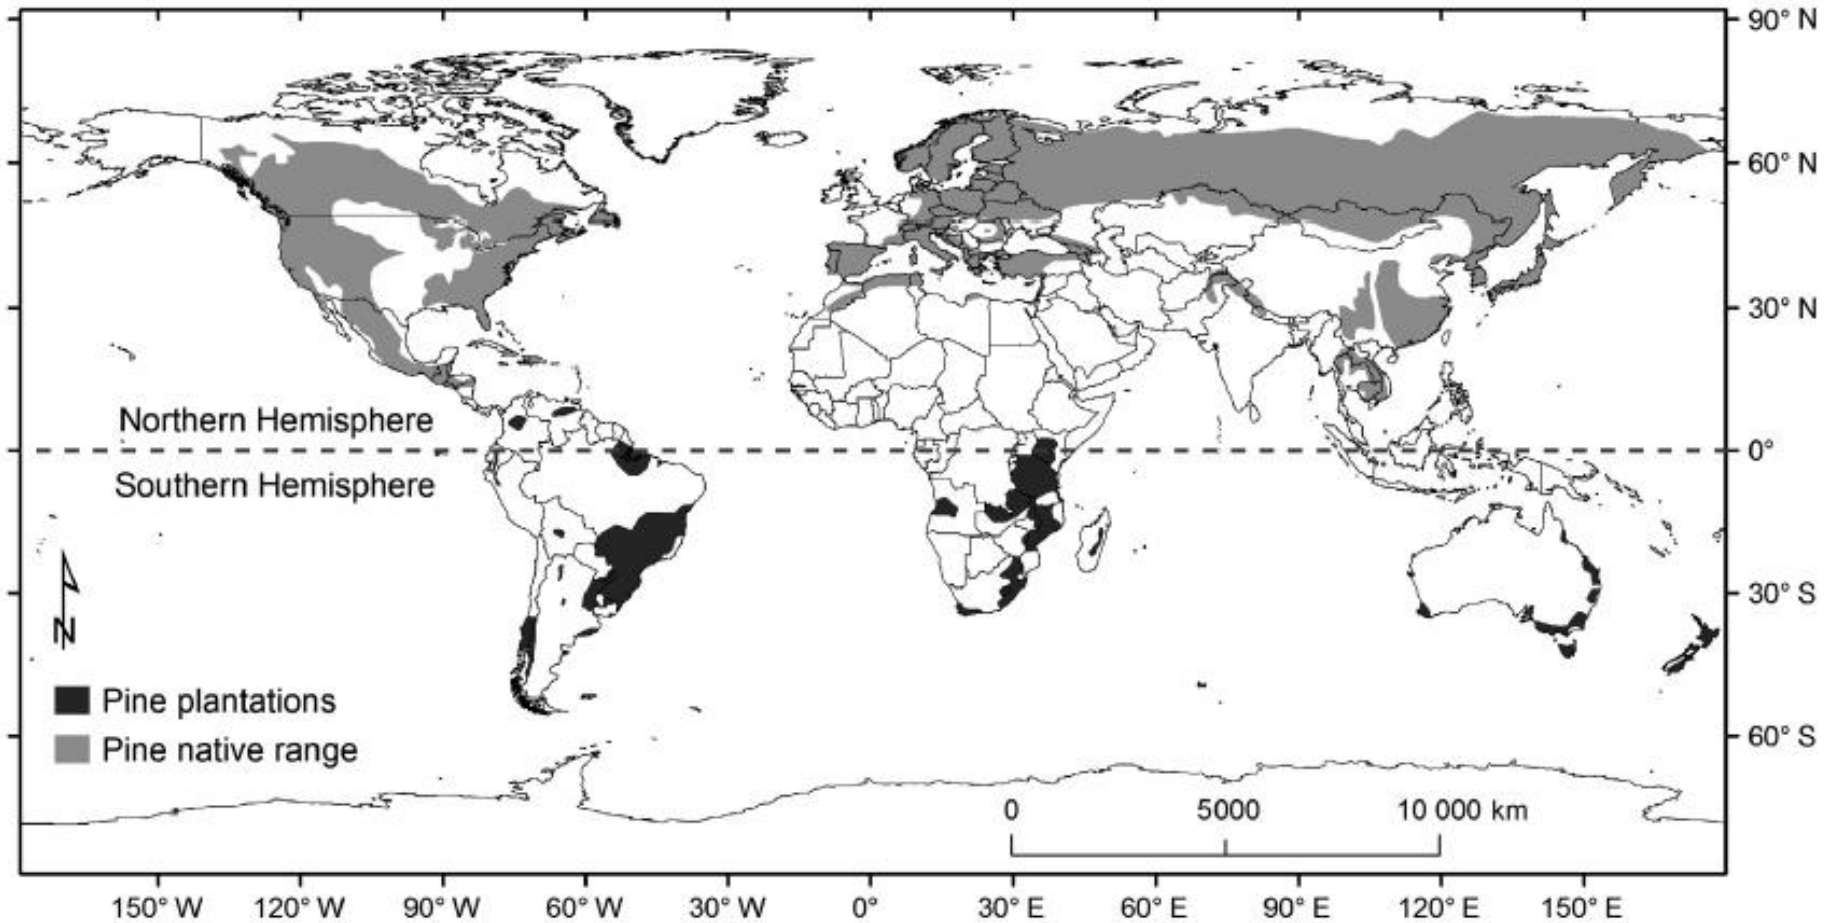 90° N
60° N
30° N
Northern Hemisphere
0°
Southern Hemisphere
30° S
N
Pine plantations
60° S
Pine native range
0 5000 10 000 km
150° W 120° W 90° W 60° W 30° W 0° 30° E 60° E 90° E 120° E 150° E